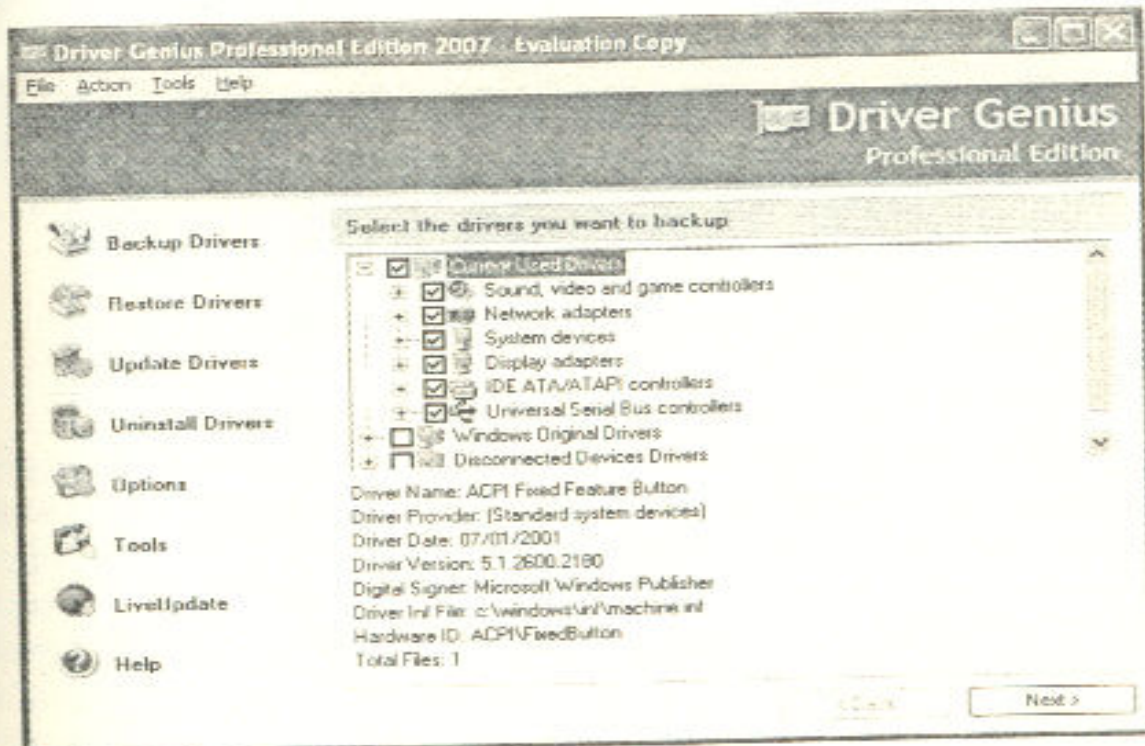 Driver Genius Professional Edition 2007 - Evaluation Copy
File Action Tools Help
Driver Genius
Professional Edition
Backup Drivers
Restore Drivers
Update Drivers
Uninstall Drivers
Options
Tools
LiveUpdate
Help
Select the drivers you want to backup
Current Used Drivers
Sound, video and game controllers
Network adapters
System devices
Display adapters
IDE ATA/ATAPI controllers
Universal Serial Bus controllers
Windows Original Drivers
Disconnected Devices Drivers
Driver Name: ACPI Fixed Feature Button
Driver Provider: (Standard system devices)
Driver Date: 07/01/2001
Driver Version: 5.1.2600.2180
Digital Signer: Microsoft Windows Publisher
Driver Inf File: c:\windows\inf\machine.inf
Hardware ID: ACPI\FixedButton
Total Files: 1
< Back
Next >